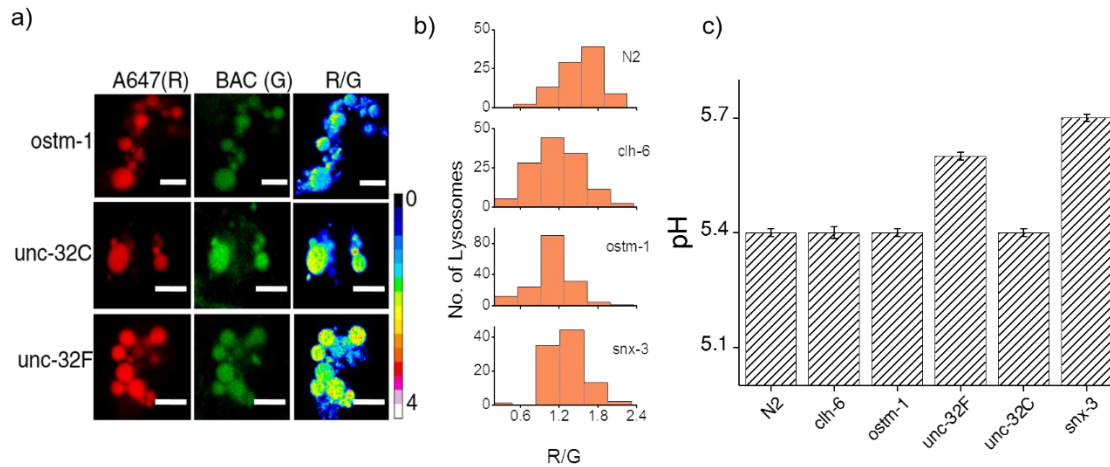 a)
A647(R) BAC (G) R/G
ostm-1
unc-32C
unc-32F
0
4
b)
50
25
0
N2
50
25
0
clh-6
80
40
0
ostm-1
40
20
0
snx-3
0.6 1.2 1.8 2.4
R/G
No. of Lysosomes
c)
5.7
5.4
5.1
pH
N2 clh-6 ostm-1 unc-32F unc-32C snx-3